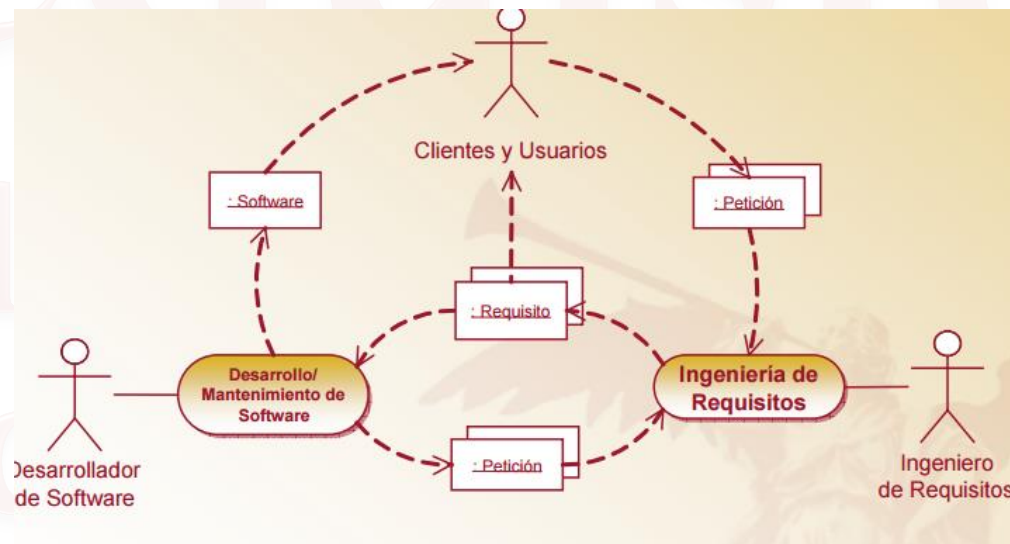 Clientes y Usuarios
: Software
: Petición
: Requisito
Desarrollo/
Mantenimiento de
Software
Ingeniería de
Requisitos
: Petición
Desarrollador
de Software
Ingeniero
de Requisitos